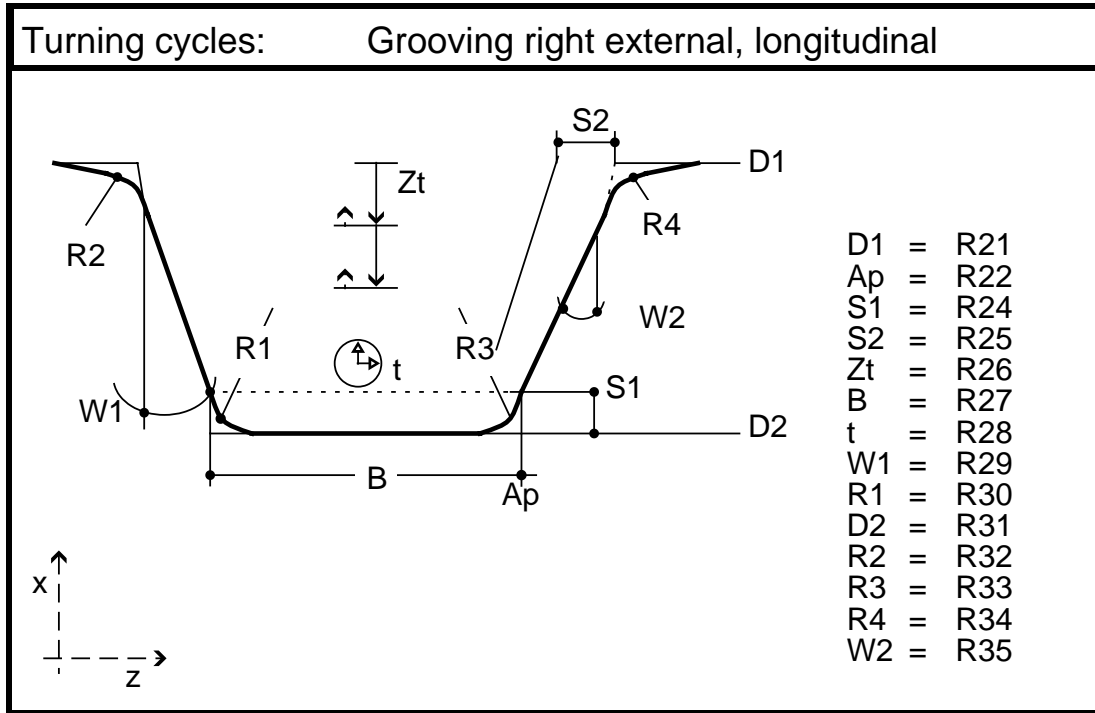 Turning cycles: Grooving right external, longitudinal
S2
D1
Zt
R4
R2
W2
R1
R3
t
S1
W1
D2
B
Ap
x
z
D1 = R21
Ap = R22
S1 = R24
S2 = R25
Zt = R26
B = R27
t = R28
W1 = R29
R1 = R30
D2 = R31
R2 = R32
R3 = R33
R4 = R34
W2 = R35